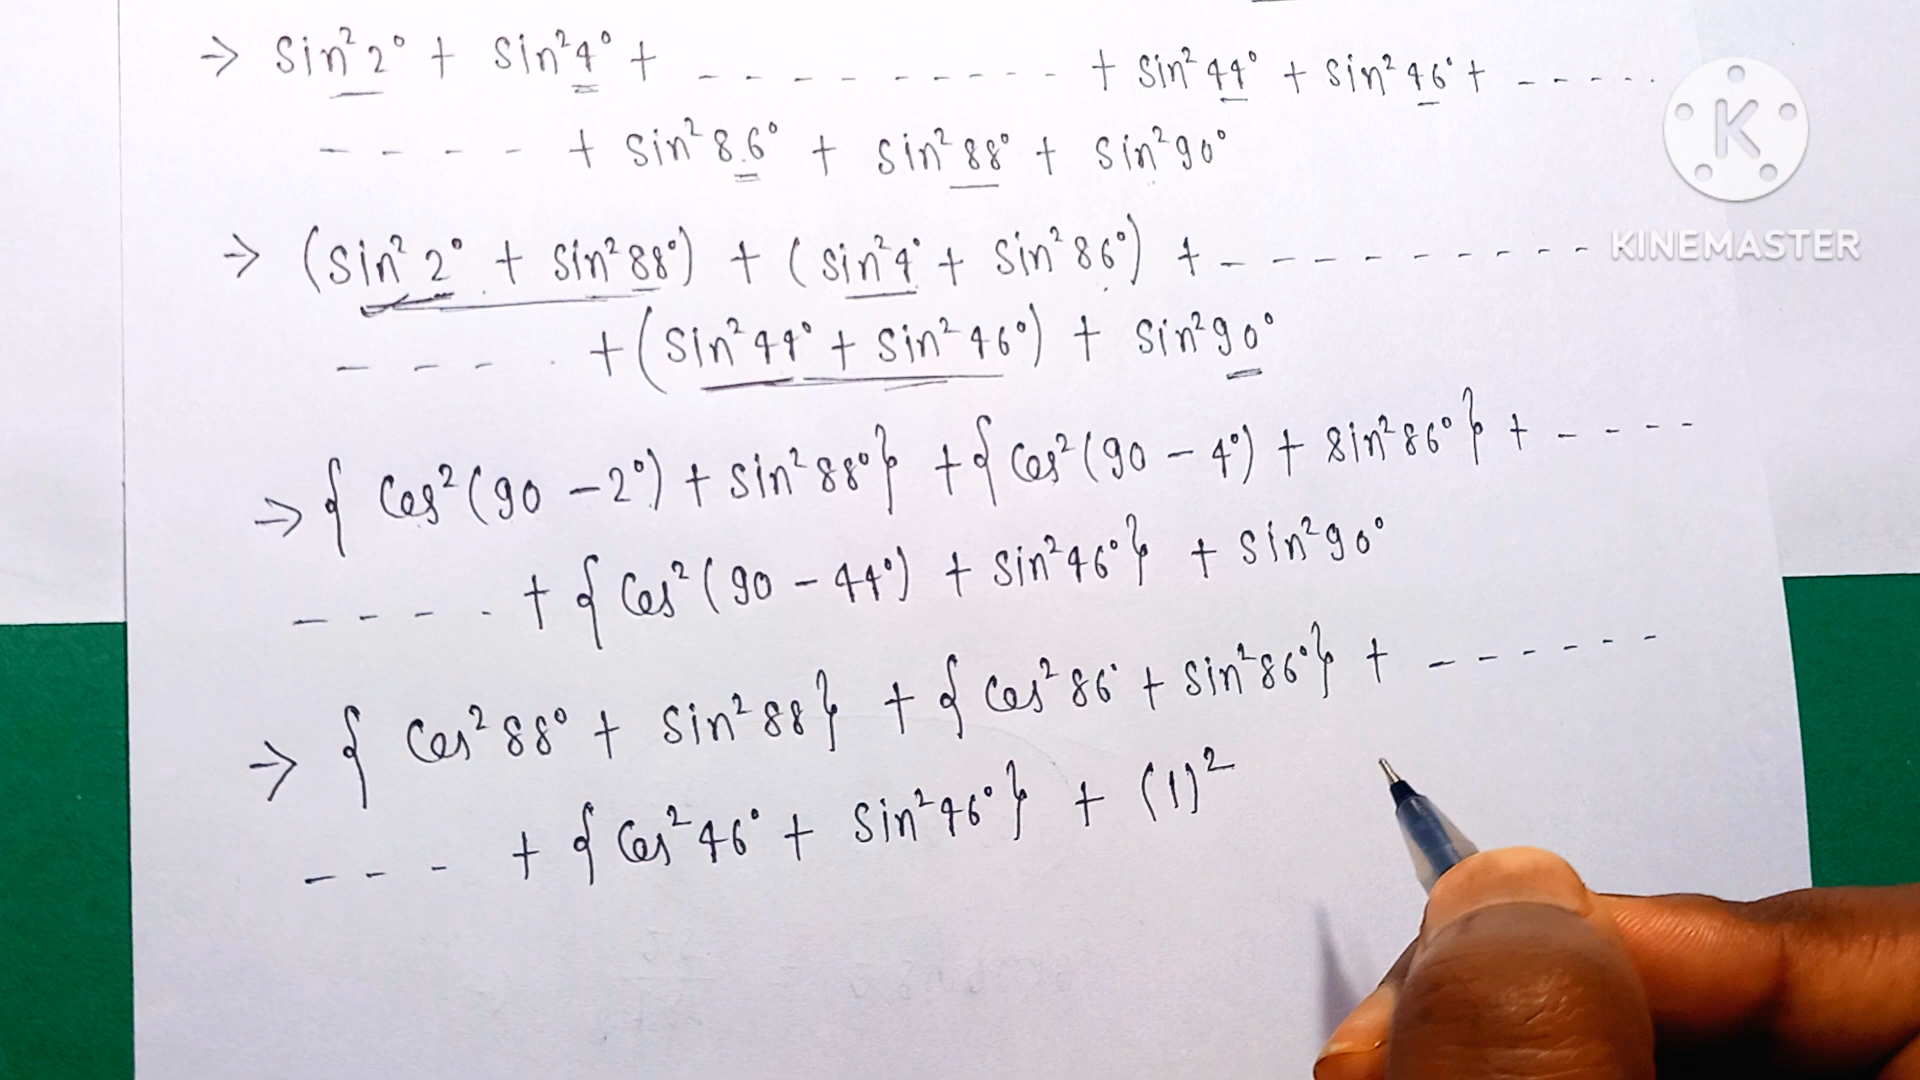 → sin²2° + sin²4° + - - - - - - - - - - + sin²44° + sin²46° + - - - - -
- - - - - + sin²86° + sin²88° + sin²90°
→ (sin²2° + sin²88°) + (sin²4° + sin²86°) + - - - - - - - - -
- - - - + (sin²44° + sin²46°) + sin²90°
→ { Cos²(90 - 2°) + sin²88° } + { Cos²(90 - 4°) + sin²86° } + - - - -
- - - - - + { Cos²(90 - 44°) + sin²46° } + sin²90°
→ { Cos²88° + sin²88 } + { Cos²86° + sin²86° } + - - - - - -
- - - + { Cos²46° + sin²46° } + (1)²
K
KINEMASTER